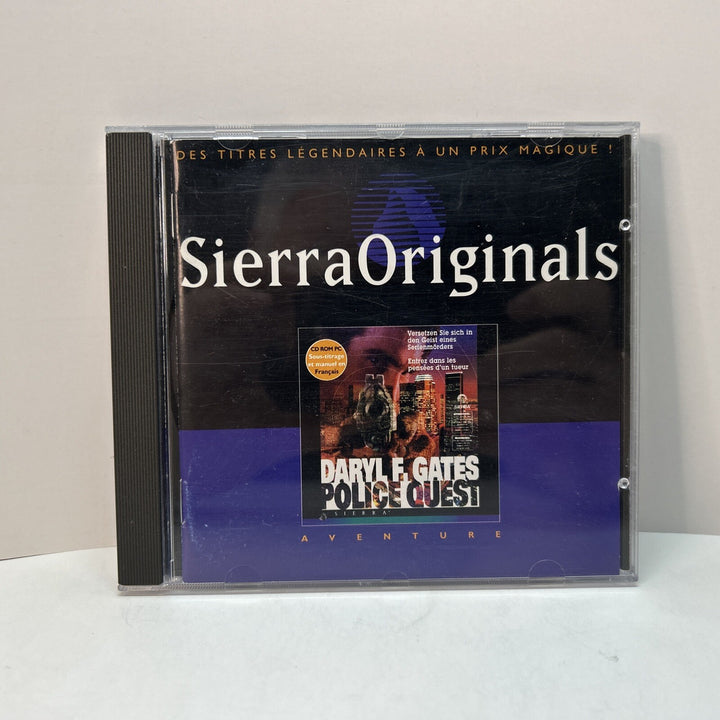 DES TITRES LÉGENDAIRES À UN PRIX MAGIQUE !
SierraOriginals
CD ROM PC
Sous-titrage
et manuel en
Français
Versetzen Sie sich in
den Geist eines
Serienmörders
Entrez dans les
pensées d'un tueur
DARYL F. GATES
POLICE QUEST
SIERRA
AVENTURE